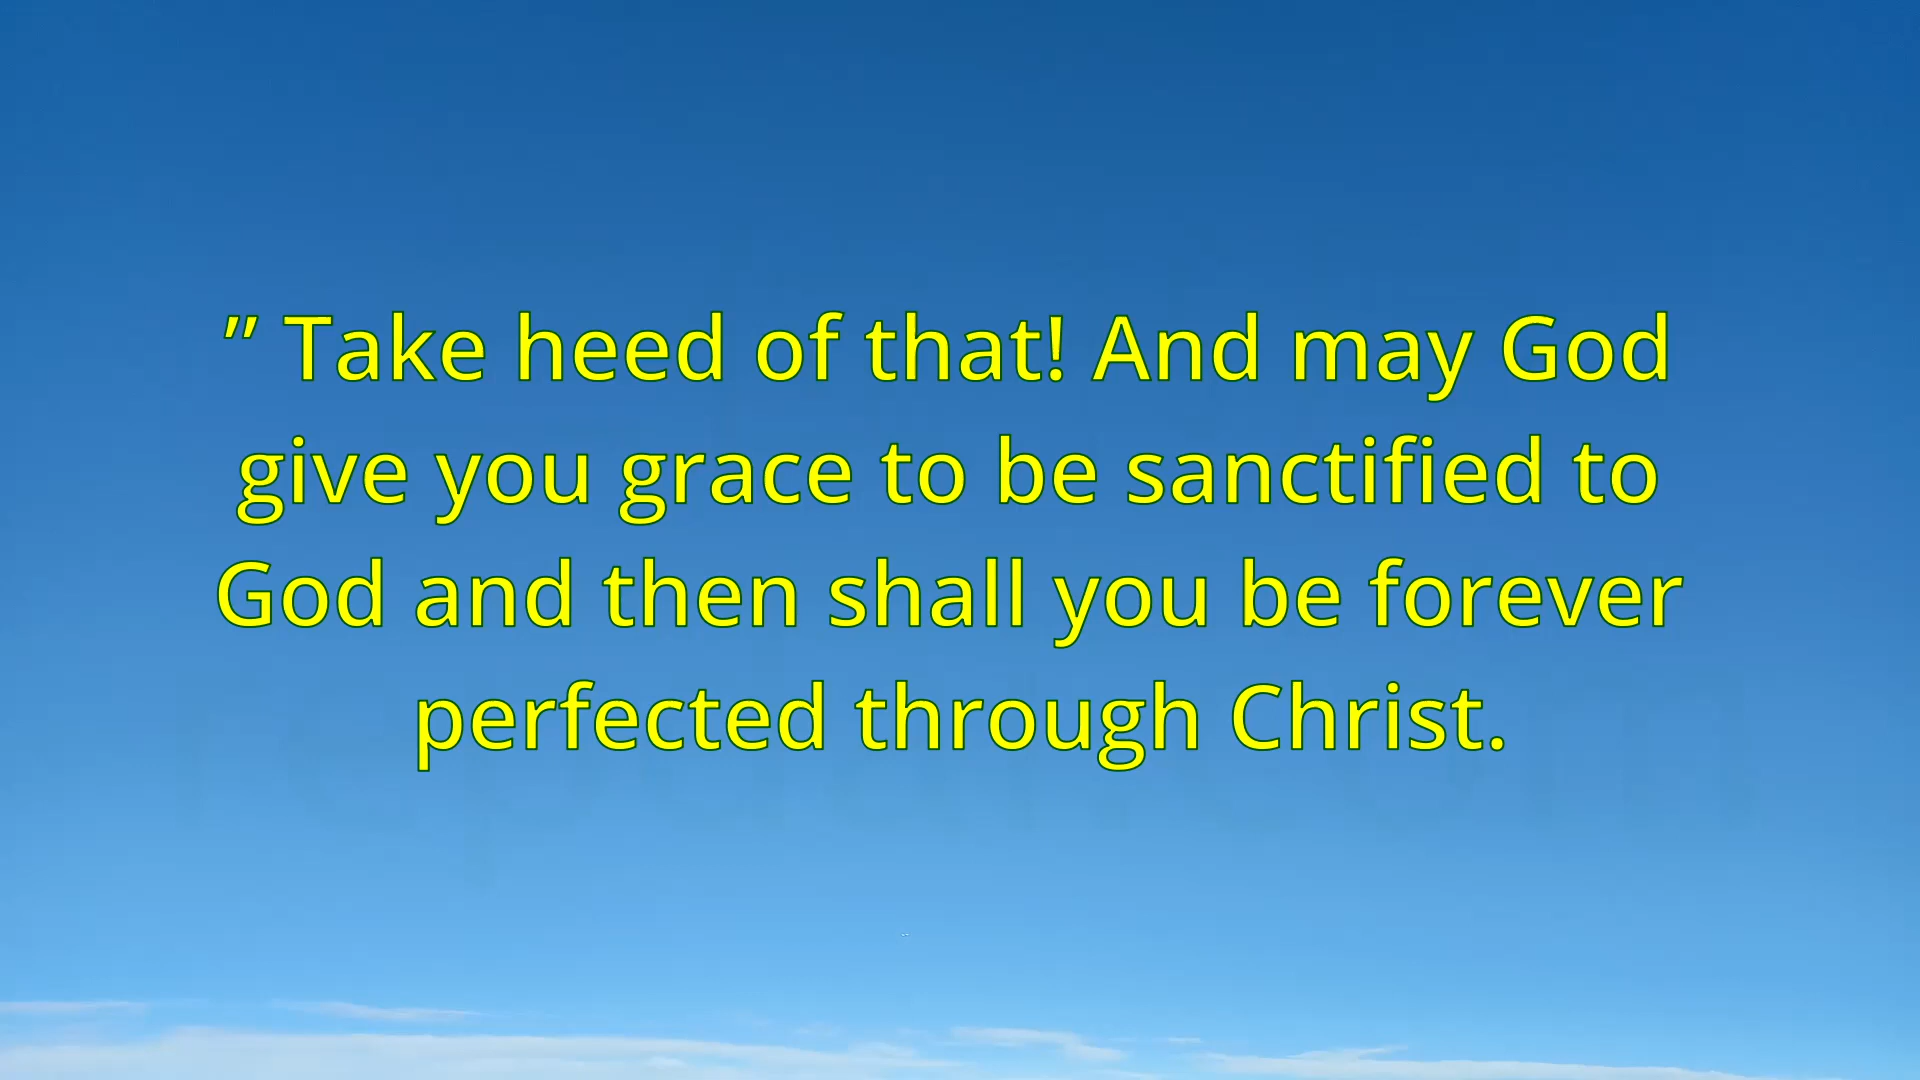 ” Take heed of that! And may God
give you grace to be sanctified to
God and then shall you be forever
perfected through Christ.